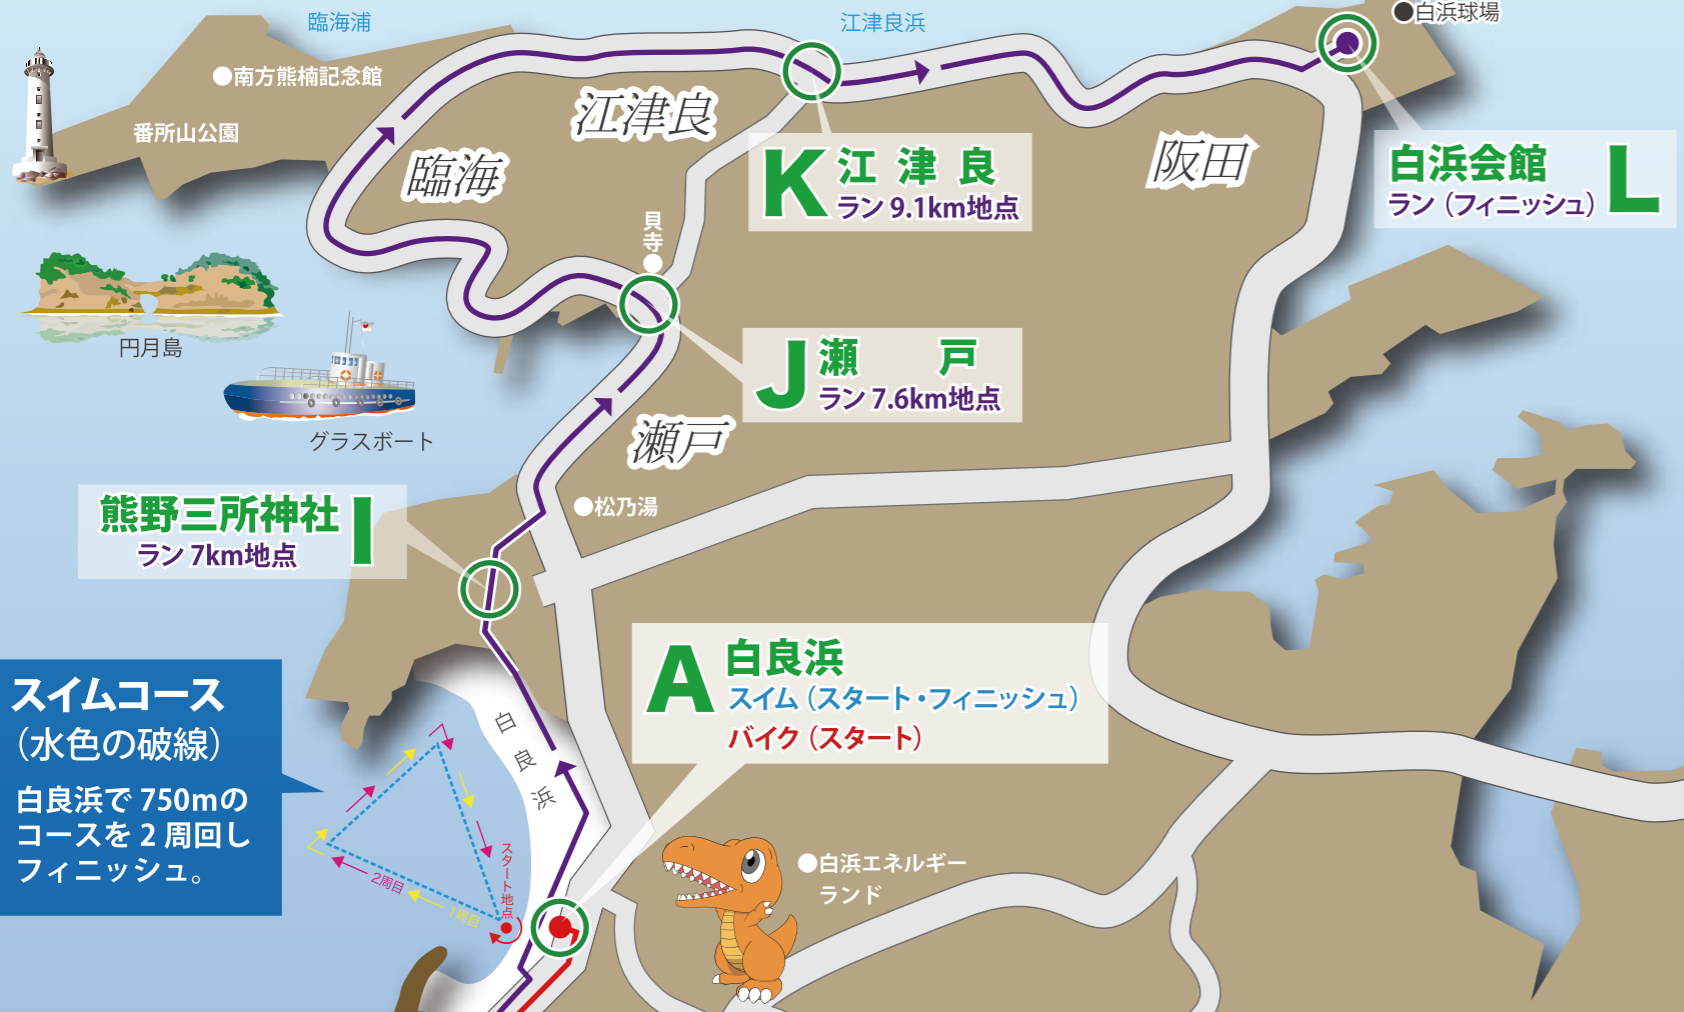 臨海浦
江津良浜
●白浜球場
●南方熊楠記念館
番所山公園
江津良
臨海
阪田
K 江津良
ラン 9.1km地点
白浜会館 L
ラン（フィニッシュ）
貝寺
円月島
J 瀬戸
ラン 7.6km地点
グラスボート
瀬戸
熊野三所神社 I
ラン 7km地点
●松乃湯
A 白良浜
スイム（スタート・フィニッシュ）
バイク（スタート）
スイムコース
（水色の破線）
白良浜で 750mの
コースを 2 周回し
フィニッシュ。
白良浜
スタート地点
2周目
1周目
●白浜エネルギー
ランド